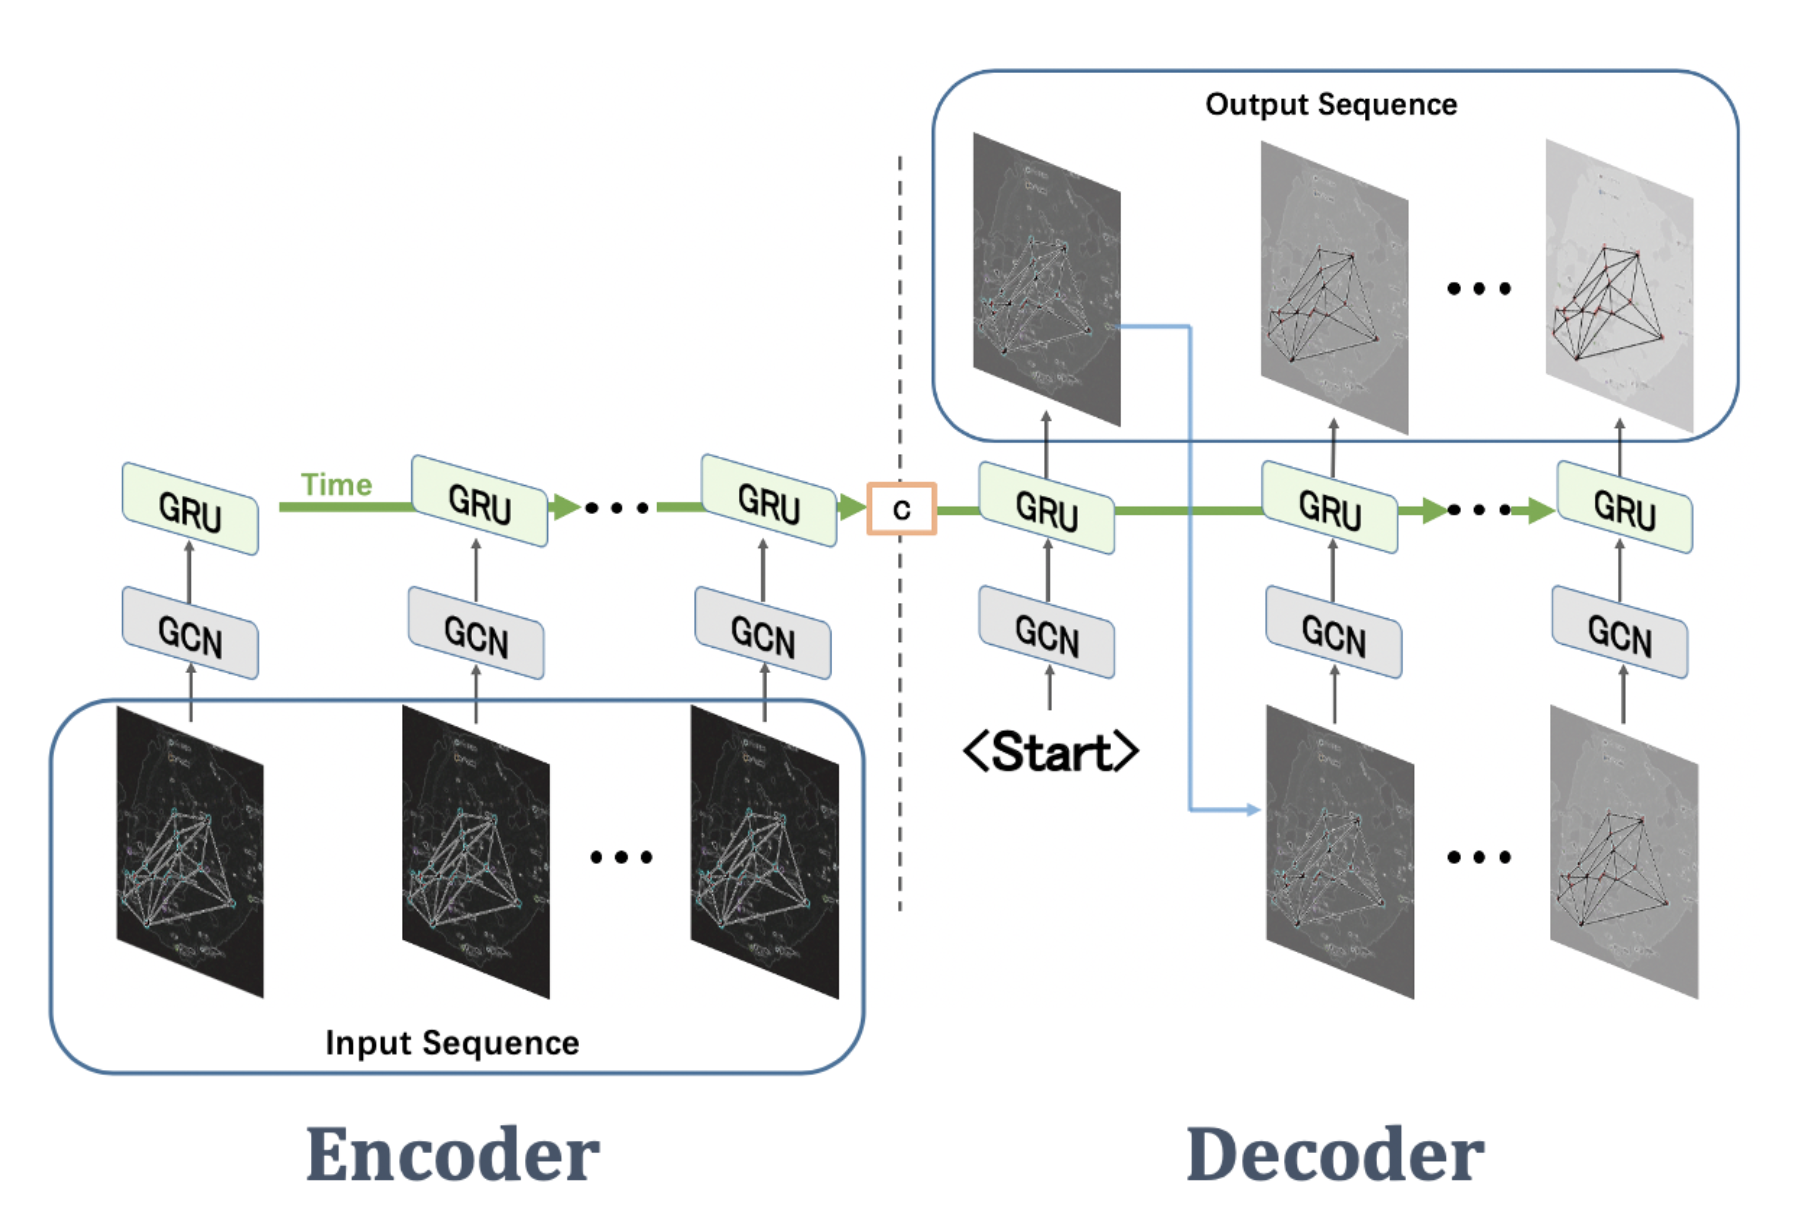 Output Sequence
Time
GRU
GRU
GRU
C
GRU
GRU
GRU
GCN
GCN
GCN
GCN
GCN
GCN
<Start>
Input Sequence
Encoder
Decoder